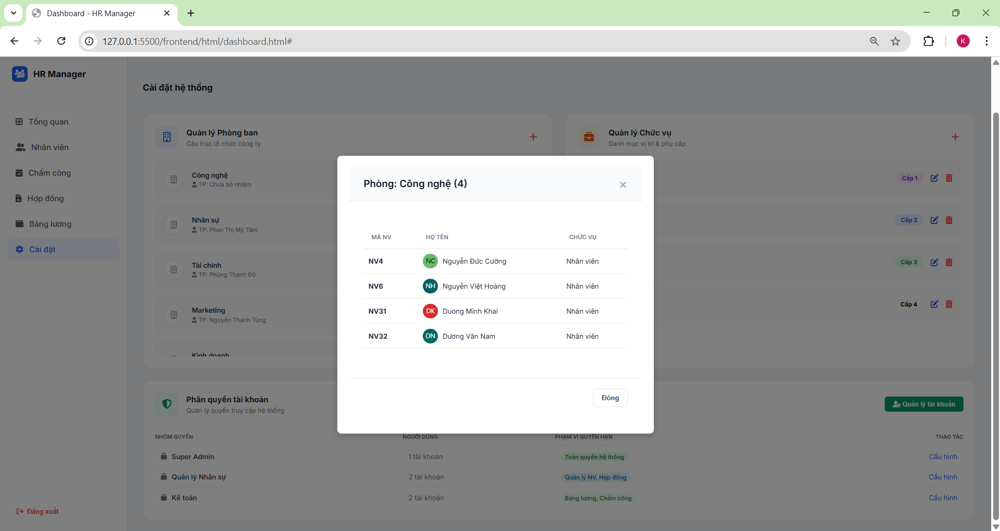 Dashboard - HR Manager
127.0.0.1:5500/frontend/html/dashboard.html#
K
HR Manager
Tổng quan
Nhân viên
Chấm công
Hợp đồng
Bảng lương
Cài đặt
Đăng xuất
Cài đặt hệ thống
Quản lý Phòng ban
Cấu trúc tổ chức công ty
Công nghệ
TP: Chưa bổ nhiệm
Nhân sự
TP: Phan Thị Mỹ Tâm
Tài chính
TP: Phùng Thanh Độ
Marketing
TP: Nguyễn Thanh Tùng
Kinh doanh
Quản lý Chức vụ
Danh mục vị trí & phụ cấp
Cấp 1
Cấp 2
Cấp 3
Cấp 4
Phòng: Công nghệ (4)
MÃ NV HỌ TÊN CHỨC VỤ
NV4 NC Nguyễn Đức Cường Nhân viên
NV6 NH Nguyễn Việt Hoàng Nhân viên
NV31 DK Duong Minh Khai Nhân viên
NV32 DN Dương Văn Nam Nhân viên
Đóng
Phân quyền tài khoản
Quản lý quyền truy cập hệ thống
Quản lý tài khoản
NHÓM QUYỀN NGƯỜI DÙNG PHẠM VI QUYỀN HẠN THAO TÁC
Super Admin 1 tài khoản Toàn quyền hệ thống Cấu hình
Quản lý Nhân sự 2 tài khoản Quản lý NV, Hợp đồng Cấu hình
Kế toán 2 tài khoản Bảng lương, Chấm công Cấu hình